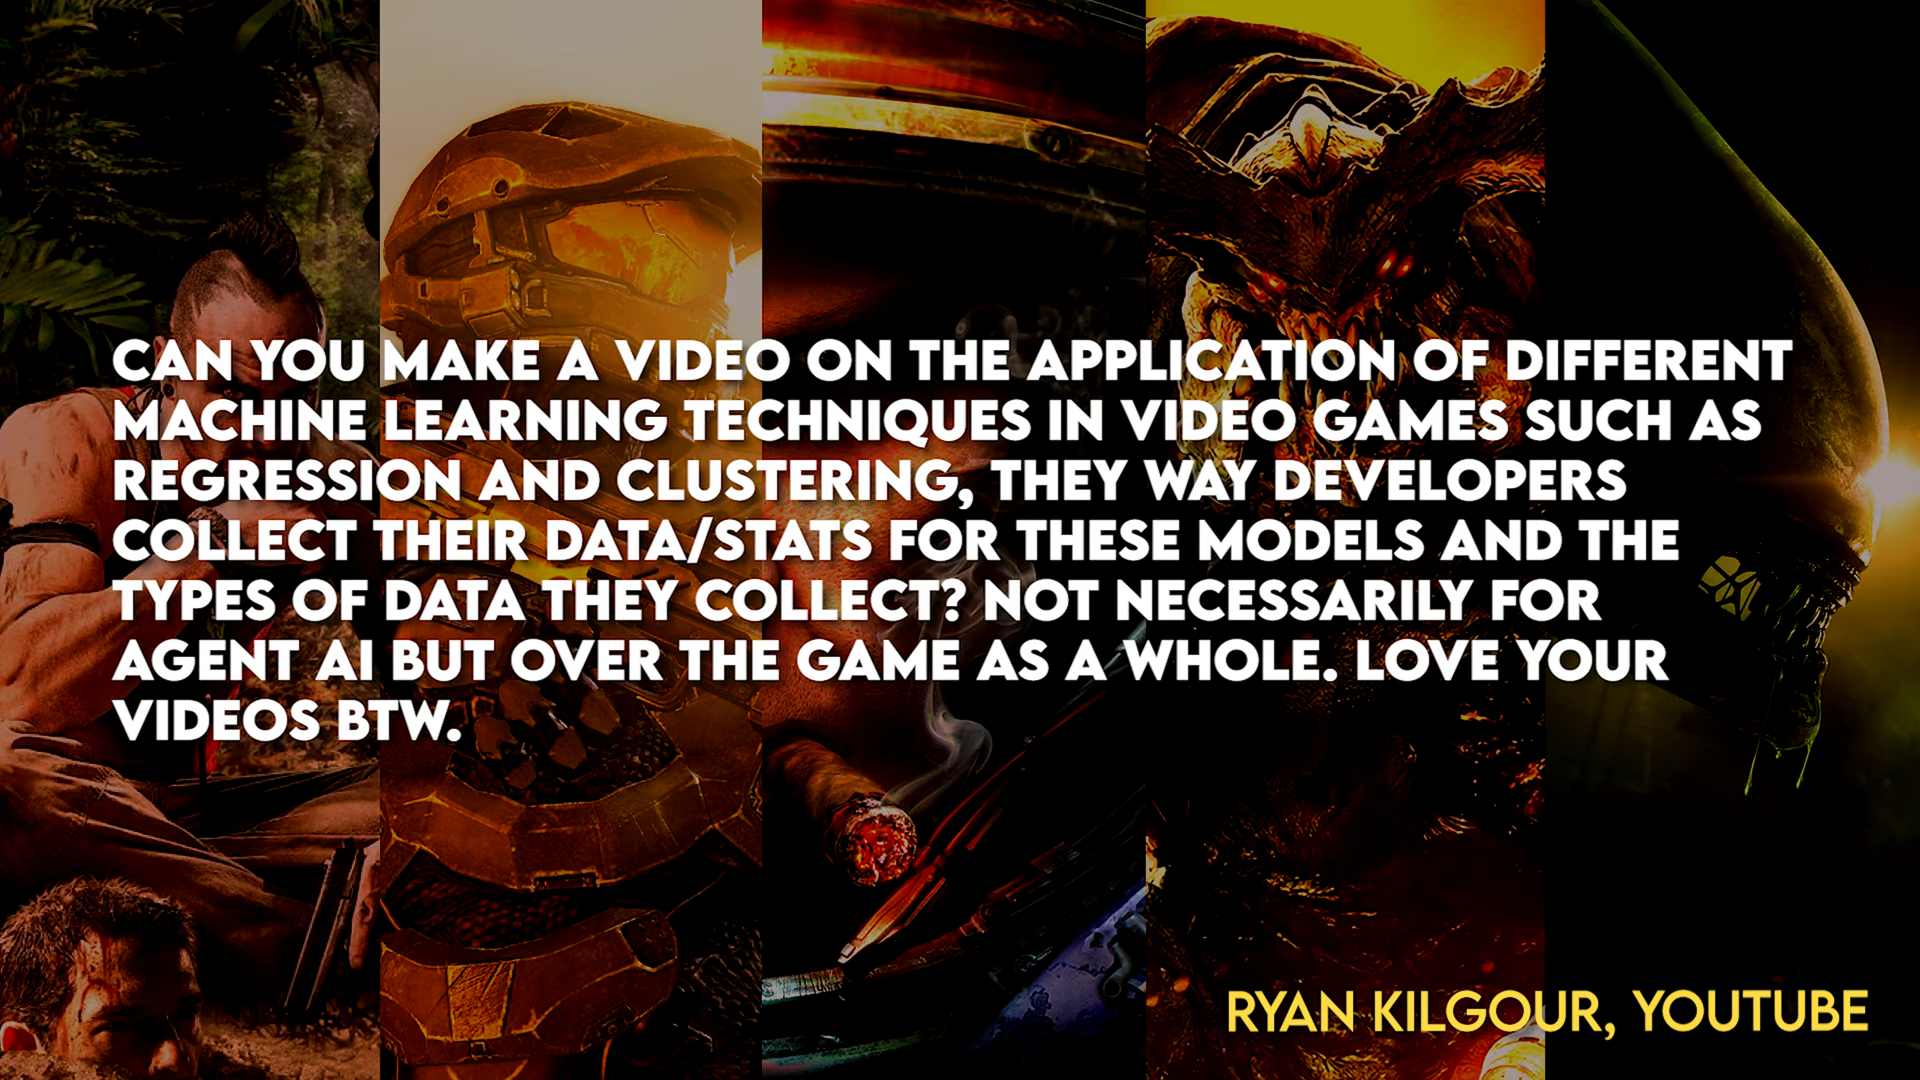 CAN YOU MAKE A VIDEO ON THE APPLICATION OF DIFFERENT
MACHINE LEARNING TECHNIQUES IN VIDEO GAMES SUCH AS
REGRESSION AND CLUSTERING, THEY WAY DEVELOPERS
COLLECT THEIR DATA/STATS FOR THESE MODELS AND THE
TYPES OF DATA THEY COLLECT? NOT NECESSARILY FOR
AGENT AI BUT OVER THE GAME AS A WHOLE. LOVE YOUR
VIDEOS BTW.
RYAN KILGOUR, YOUTUBE